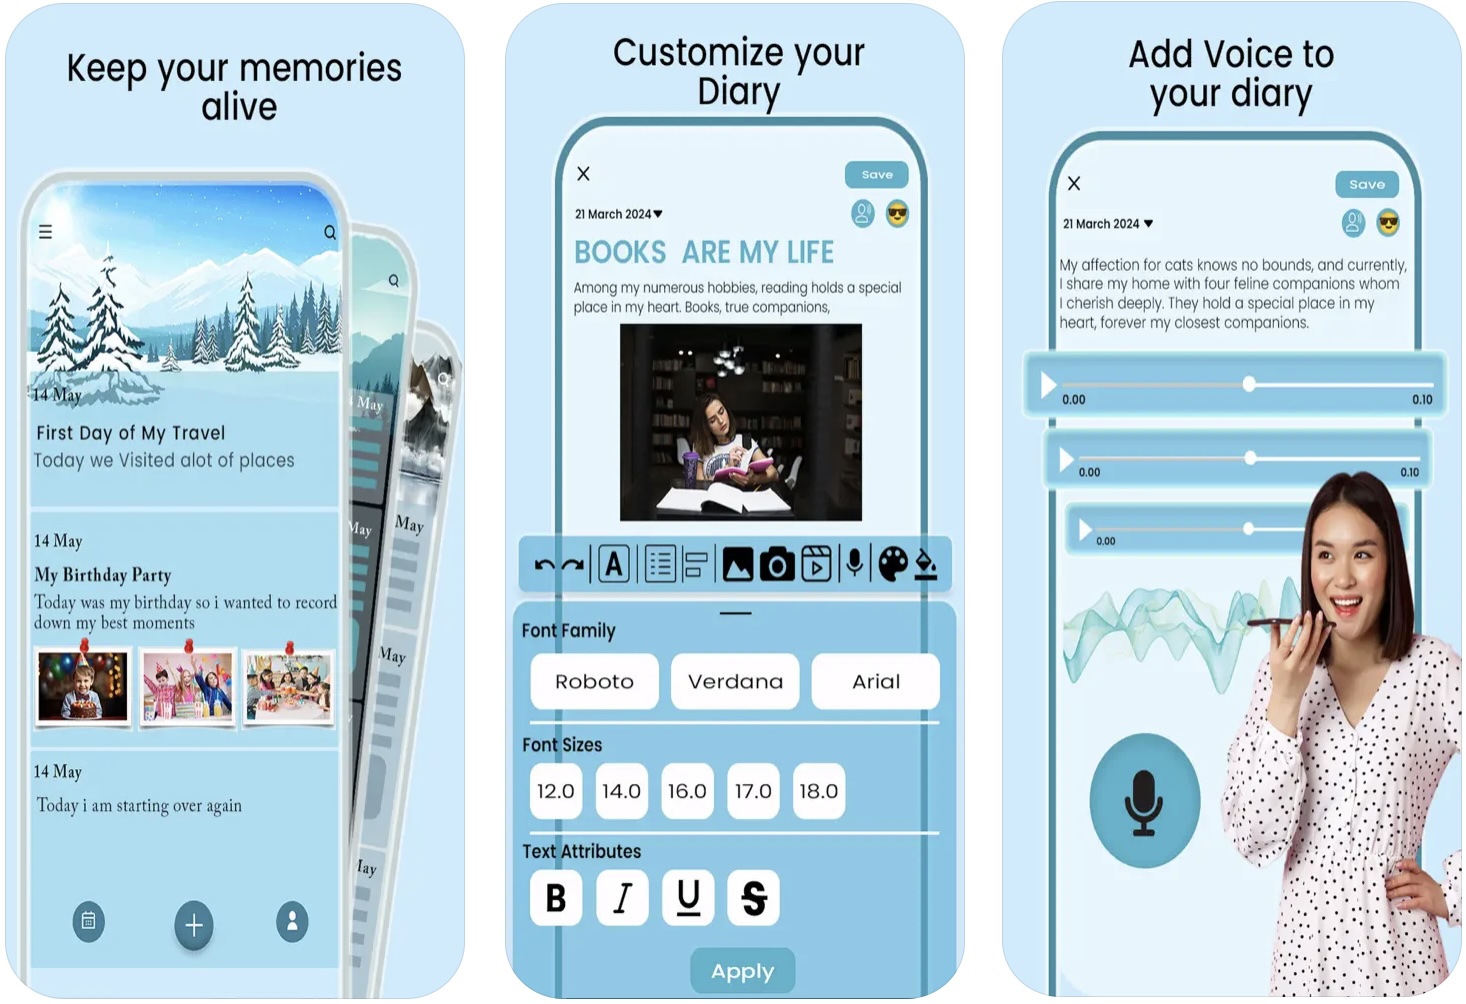 Keep your memories
alive
14 May
First Day of My Travel
Today we Visited alot of places
14 May
My Birthday Party
Today was my birthday so i wanted to record
down my best moments
14 May
Today i am starting over again
May
May
May
May
Customize your
Diary
Save
21 March 2024
BOOKS ARE MY LIFE
Among my numerous hobbies, reading holds a special
place in my heart. Books, true companions,
A
Font Family
Roboto Verdana Arial
Font Sizes
12.0 14.0 16.0 17.0 18.0
Text Attributes
B I U S
Apply
Add Voice to
your diary
Save
21 March 2024
My affection for cats knows no bounds, and currently,
I share my home with four feline companions whom
I cherish deeply. They hold a special place in my
heart, forever my closest companions.
0.00 0.10
0.00 0.10
0.00